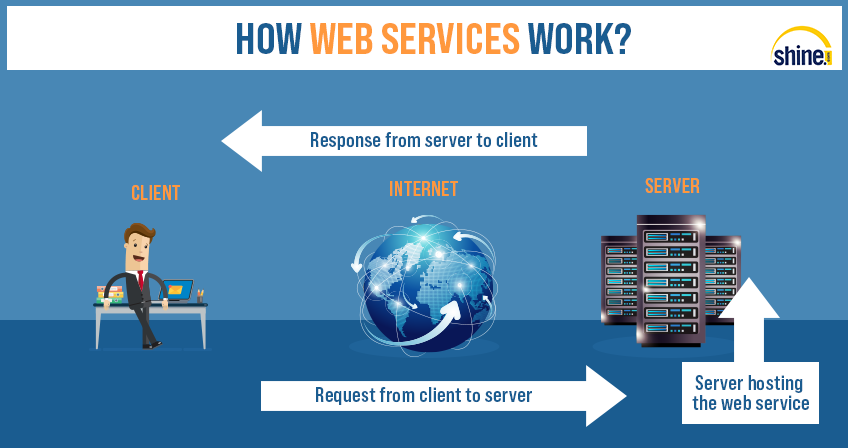 HOW WEB SERVICES WORK?
shine.com
Response from server to client
CLIENT
INTERNET
SERVER
Request from client to server
Server hosting
the web service